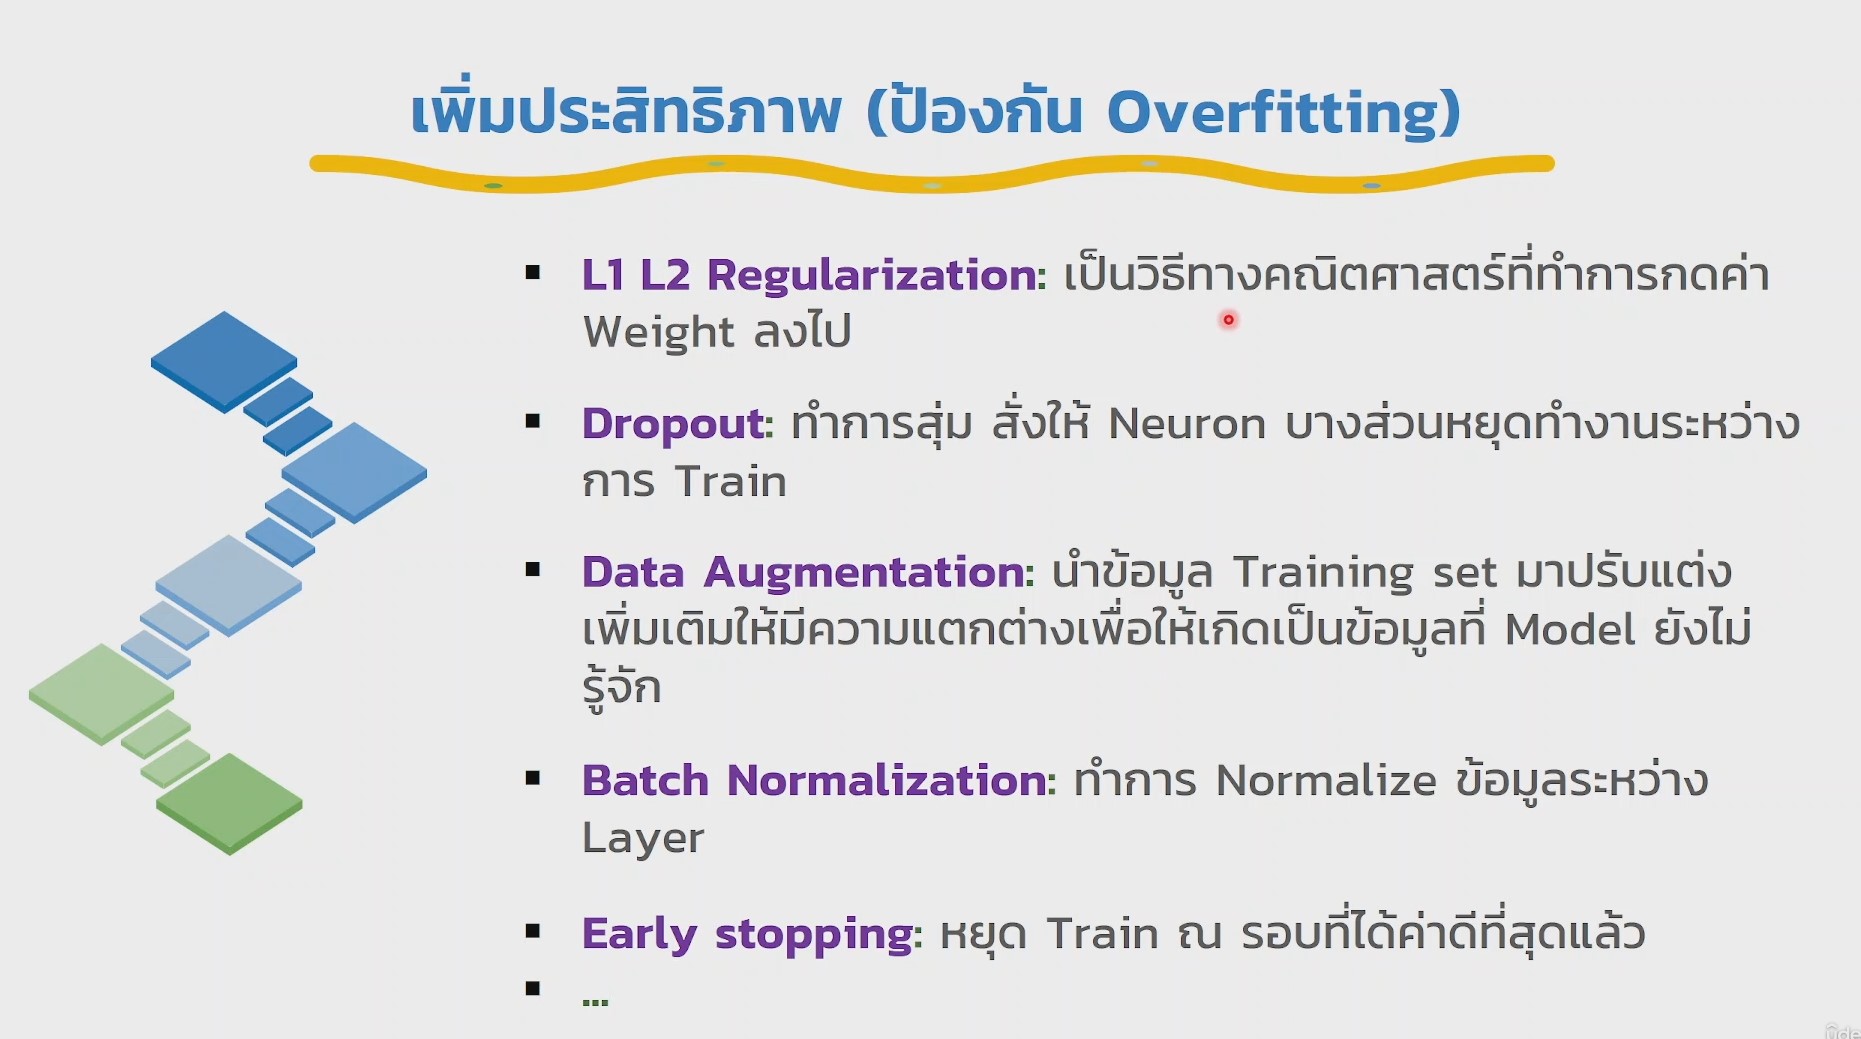 เพิ่มประสิทธิภาพ (ป้องกัน Overfitting)
▪ L1 L2 Regularization: เป็นวิธีทางคณิตศาสตร์ที่ทำการกดค่า
Weight ลงไป
▪ Dropout: ทำการสุ่ม สั่งให้ Neuron บางส่วนหยุดทำงานระหว่าง
การ Train
▪ Data Augmentation: นำข้อมูล Training set มาปรับแต่ง
เพิ่มเติมให้มีความแตกต่างเพื่อให้เกิดเป็นข้อมูลที่ Model ยังไม่
รู้จัก
▪ Batch Normalization: ทำการ Normalize ข้อมูลระหว่าง
Layer
▪ Early stopping: หยุด Train ณ รอบที่ได้ค่าดีที่สุดแล้ว
▪ ...